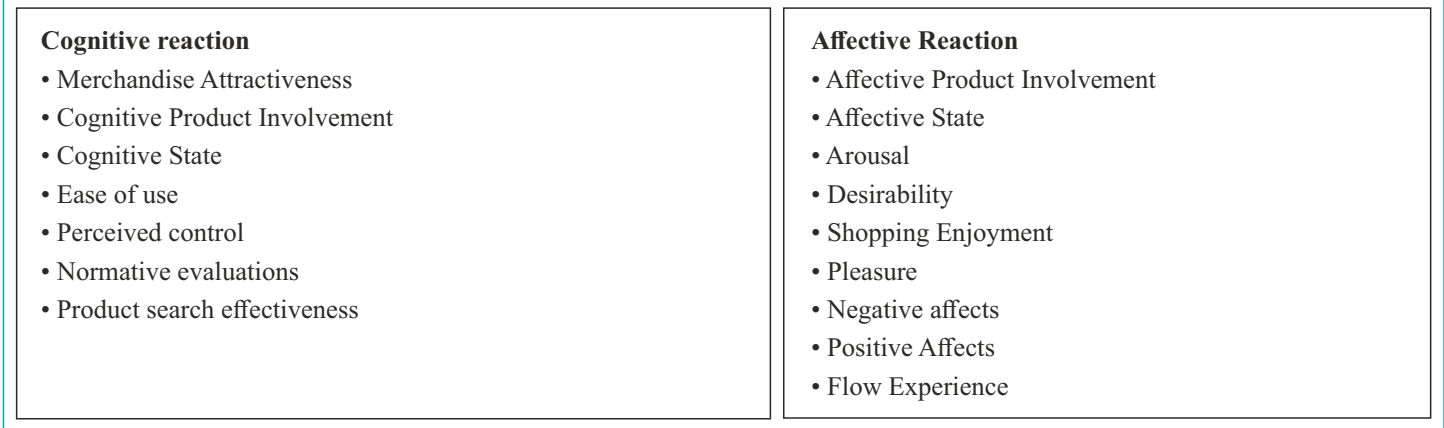 Cognitive reaction
• Merchandise Attractiveness
• Cognitive Product Involvement
• Cognitive State
• Ease of use
• Perceived control
• Normative evaluations
• Product search effectiveness
Affective Reaction
• Affective Product Involvement
• Affective State
• Arousal
• Desirability
• Shopping Enjoyment
• Pleasure
• Negative affects
• Positive Affects
• Flow Experience